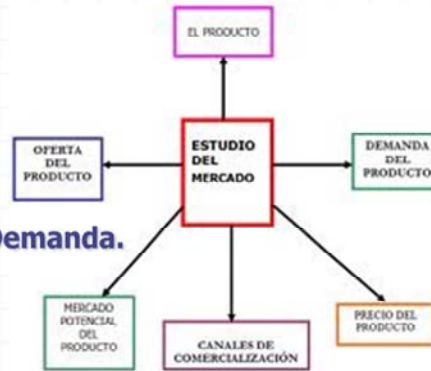 EL PRODUCTO
OFERTA
DEL
PRODUCTO
ESTUDIO
DEL
MERCADO
DEMANDA
DEL
PRODUCTO
Demanda.
MERCADO
POTENCIAL
DEL
PRODUCTO
CANALES DE
COMERCIALIZACIÓN
PRECIO DEL
PRODUCTO